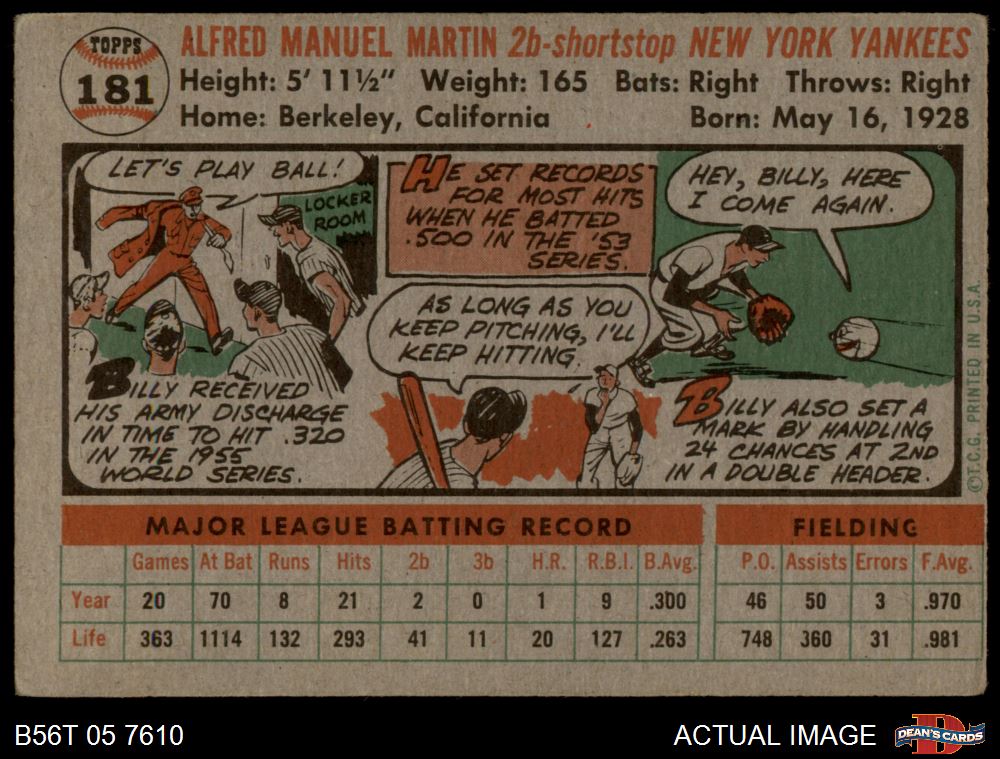 TOPPS
181
ALFRED MANUEL MARTIN 2b-shortstop NEW YORK YANKEES
Height: 5' 11½" Weight: 165 Bats: Right Throws: Right
Home: Berkeley, California Born: May 16, 1928
LET'S PLAY BALL!
LOCKER
ROOM
BILLY RECEIVED
HIS ARMY DISCHARGE
IN TIME TO HIT .320
IN THE 1955
WORLD SERIES.
HE SET RECORDS
FOR MOST HITS
WHEN HE BATTED
.500 IN THE '53
SERIES.
AS LONG AS YOU
KEEP PITCHING, I'LL
KEEP HITTING.
HEY, BILLY, HERE
I COME AGAIN.
BILLY ALSO SET A
MARK BY HANDLING
24 CHANCES AT 2ND
IN A DOUBLE HEADER.
©T.C.G. PRINTED IN U.S.A.
MAJOR LEAGUE BATTING RECORD FIELDING
Games At Bat Runs Hits 2b 3b H.R. R.B.I. B.Avg. P.O. Assists Errors F.Avg.
Year 20 70 8 21 2 0 1 9 .300 46 50 3 .970
Life 363 1114 132 293 41 11 20 127 .263 748 360 31 .981
B56T 05 7610 ACTUAL IMAGE
D
DEAN'S CARDS